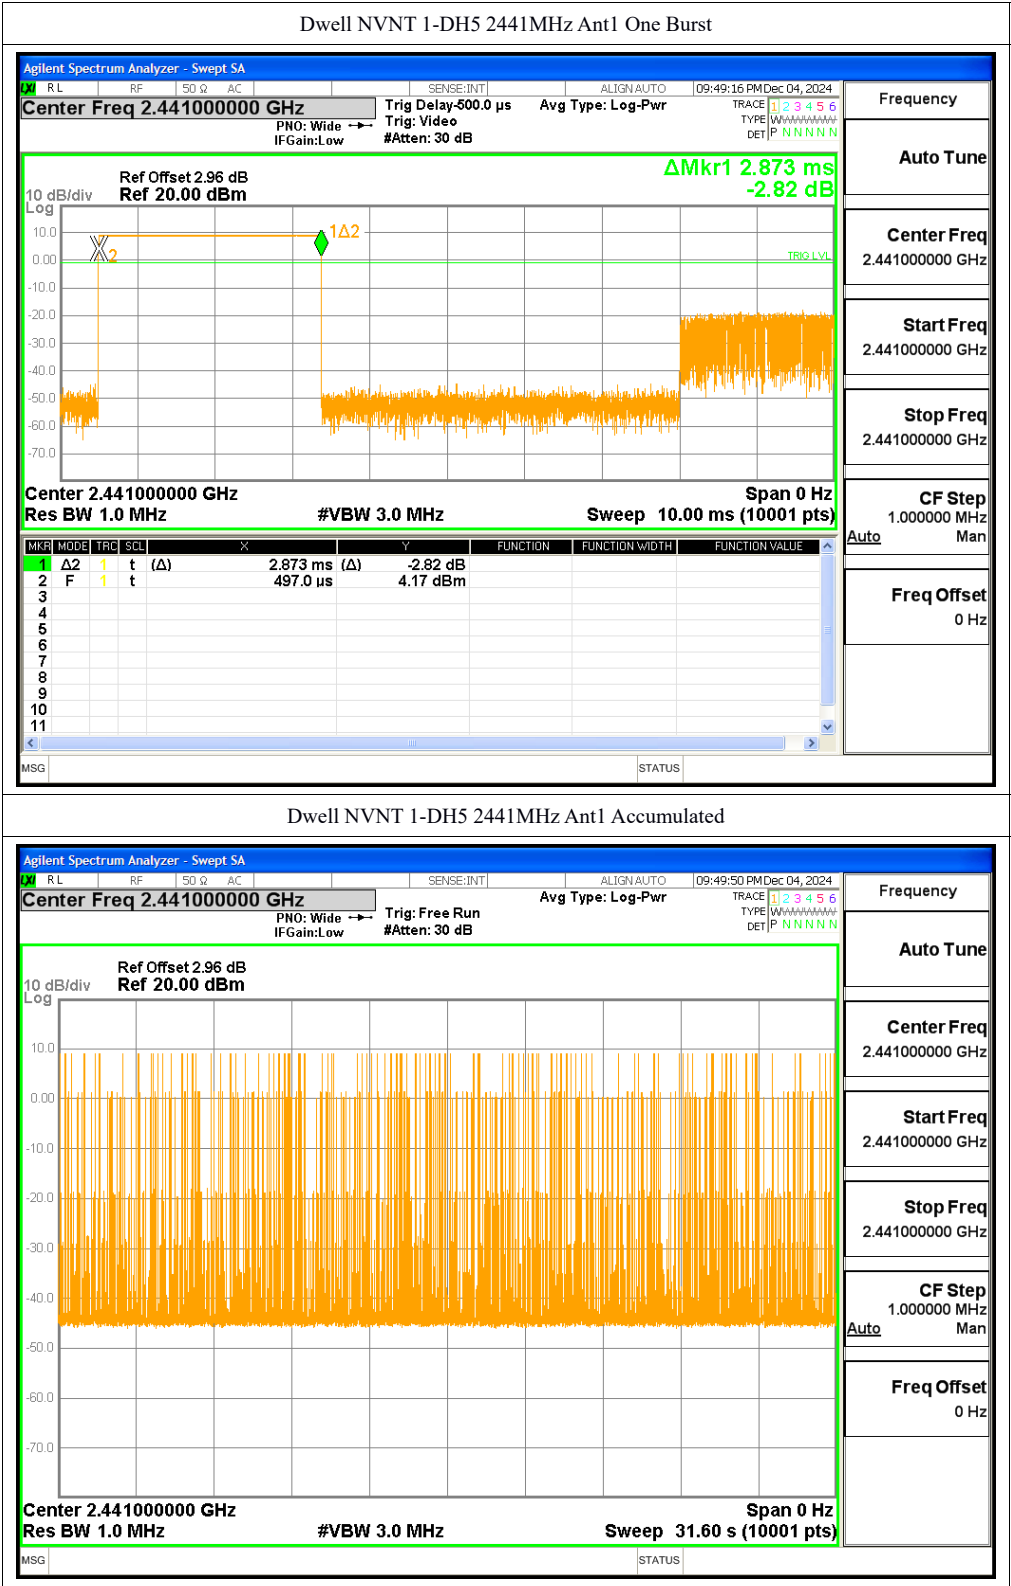 Dwell NVNT 1-DH5 2441MHz Ant1 One Burst
Agilent Spectrum Analyzer - Swept SA
LXI RL RF 50 Ω AC SENSE:INT ALIGN AUTO 09:49:16 PM Dec 04, 2024
Center Freq 2.441000000 GHz
Trig Delay-500.0 µs Avg Type: Log-Pwr
TRACE 1 2 3 4 5 6
PNO: Wide Trig: Video
TYPE W
IFGain:Low #Atten: 30 dB
DET P N N N N N
Frequency
ΔMkr1 2.873 ms
-2.82 dB
Ref Offset 2.96 dB
10 dB/div Ref 20.00 dBm
Log
10.0
0.00
-10.0
-20.0
-30.0
-40.0
-50.0
-60.0
-70.0
2
1Δ2
TRIG LVL
Center 2.441000000 GHz Span 0 Hz
Res BW 1.0 MHz #VBW 3.0 MHz Sweep 10.00 ms (10001 pts)
MKR MODE TRC SCL X Y FUNCTION FUNCTION WIDTH FUNCTION VALUE
1 Δ2 1 t (Δ) 2.873 ms (Δ) -2.82 dB
2 F 1 t 497.0 µs 4.17 dBm
3
4
5
6
7
8
9
10
11
MSG STATUS
Auto Tune
Center Freq
2.441000000 GHz
Start Freq
2.441000000 GHz
Stop Freq
2.441000000 GHz
CF Step
1.000000 MHz
Auto Man
Freq Offset
0 Hz
Dwell NVNT 1-DH5 2441MHz Ant1 Accumulated
Agilent Spectrum Analyzer - Swept SA
LXI RL RF 50 Ω AC SENSE:INT ALIGN AUTO 09:49:50 PM Dec 04, 2024
Center Freq 2.441000000 GHz
Avg Type: Log-Pwr
TRACE 1 2 3 4 5 6
PNO: Wide Trig: Free Run
TYPE W
IFGain:Low #Atten: 30 dB
DET P N N N N N
Frequency
Ref Offset 2.96 dB
10 dB/div Ref 20.00 dBm
Log
10.0
0.00
-10.0
-20.0
-30.0
-40.0
-50.0
-60.0
-70.0
Center 2.441000000 GHz Span 0 Hz
Res BW 1.0 MHz #VBW 3.0 MHz Sweep 31.60 s (10001 pts)
MSG STATUS
Auto Tune
Center Freq
2.441000000 GHz
Start Freq
2.441000000 GHz
Stop Freq
2.441000000 GHz
CF Step
1.000000 MHz
Auto Man
Freq Offset
0 Hz